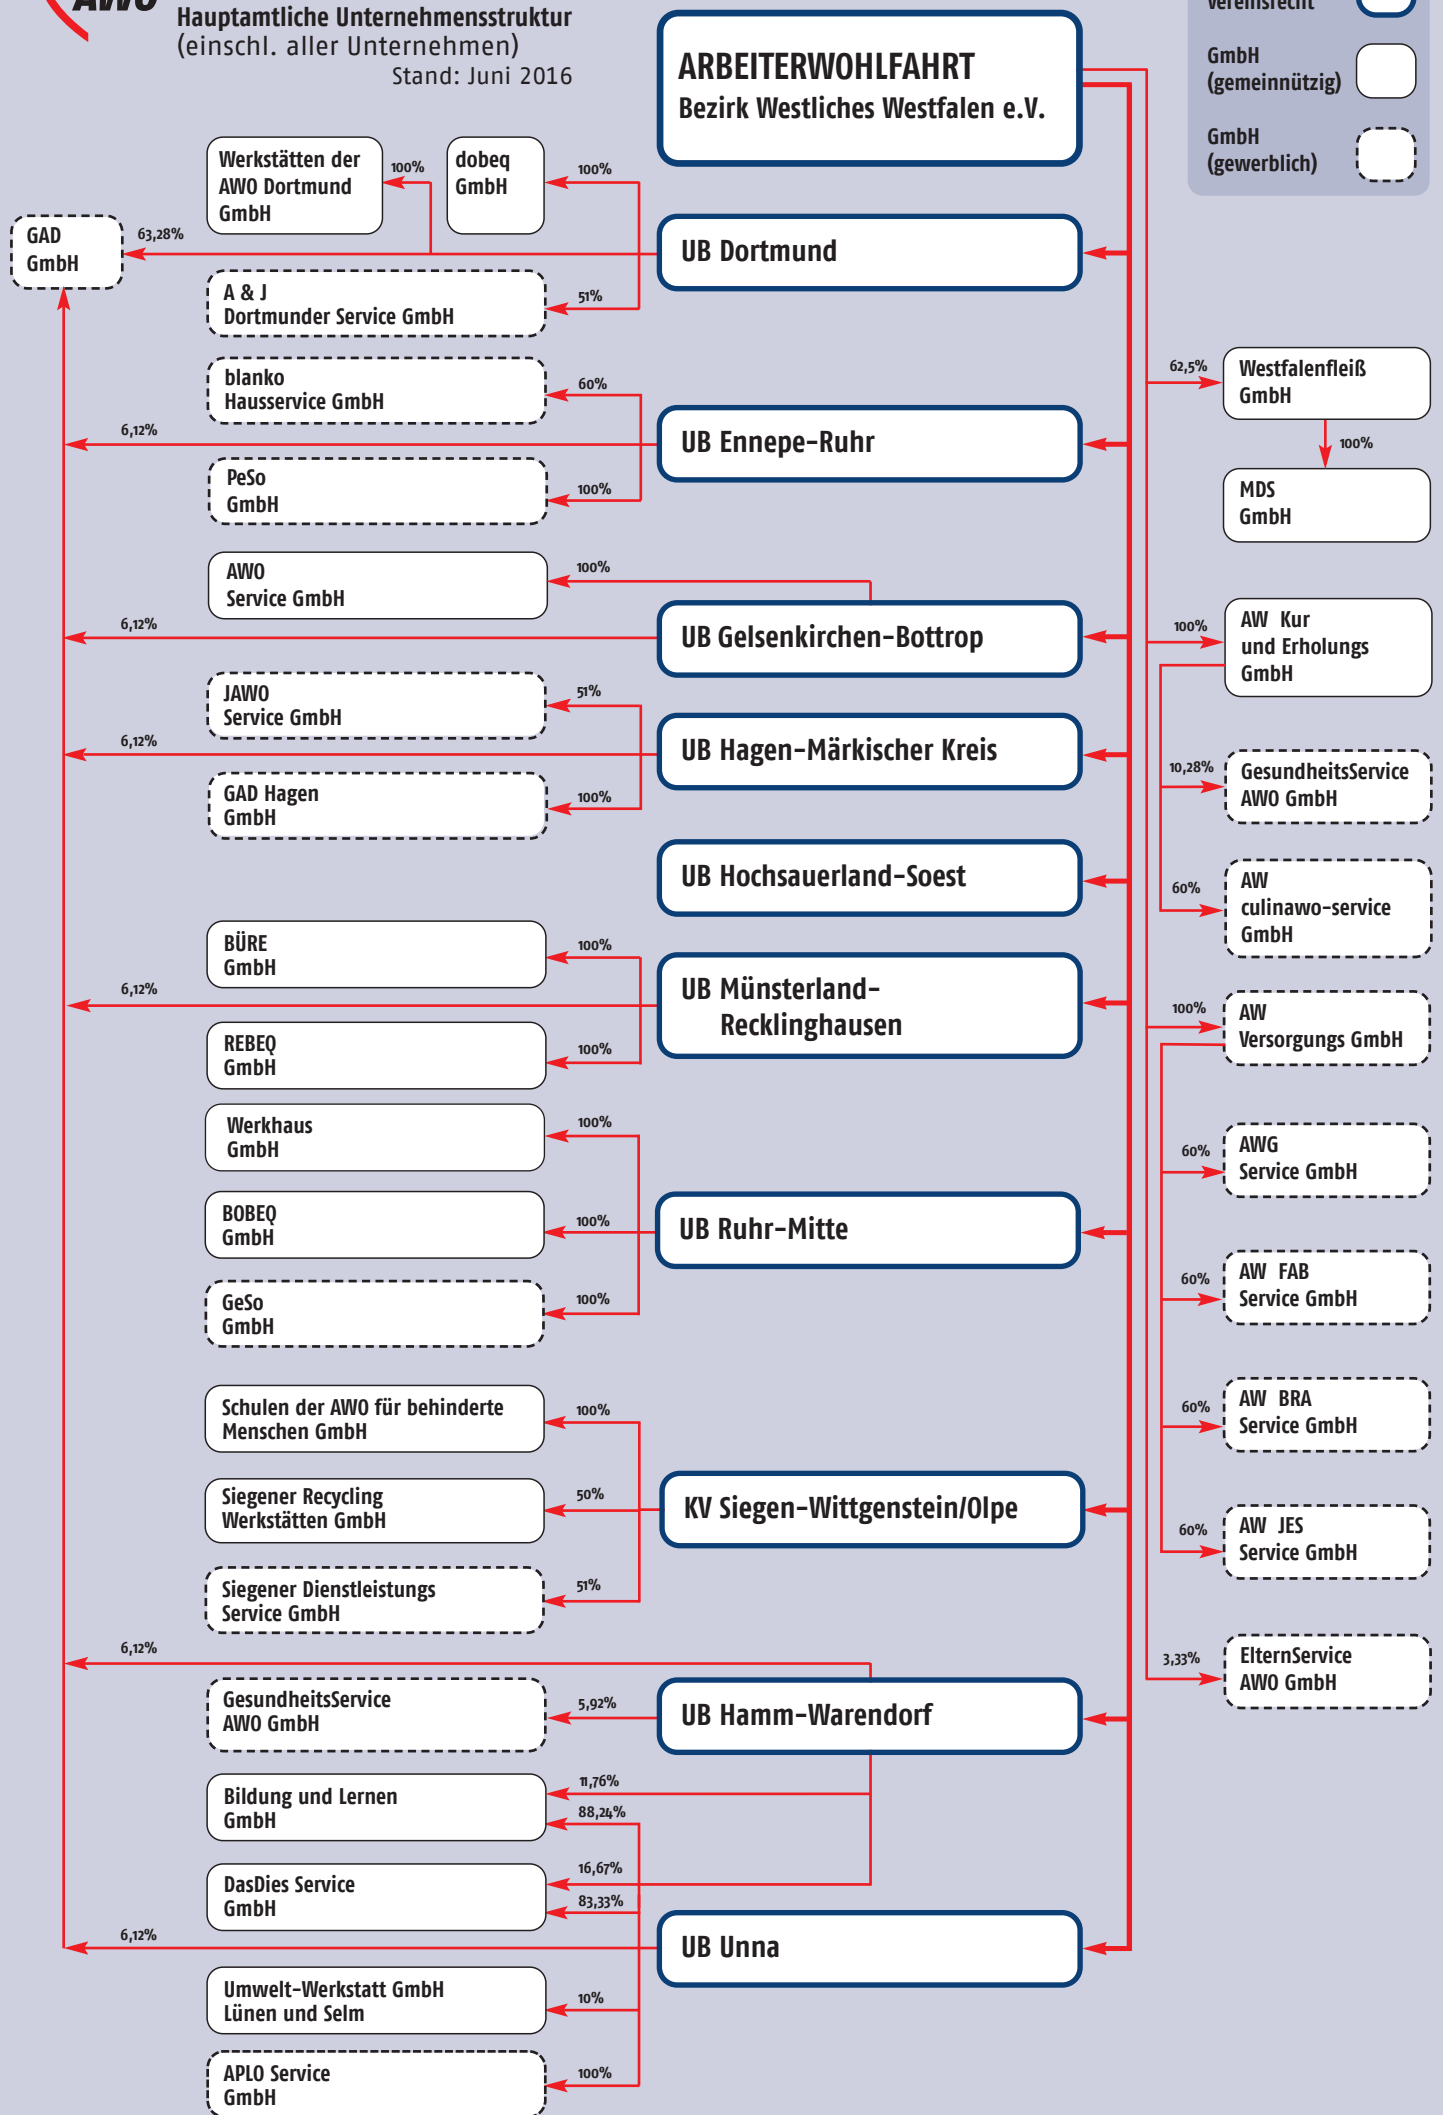 AWO
Hauptamtliche Unternehmensstruktur
(einschl. aller Unternehmen)
Stand: Juni 2016
ARBEITERWOHLFAHRT
Bezirk Westliches Westfalen e.V.
Vereinsrecht
GmbH
(gemeinnützig)
GmbH
(gewerblich)
Werkstätten der
AWO Dortmund
GmbH
100%
dobeq
GmbH
100%
GAD
GmbH
63,28%
UB Dortmund
A & J
Dortmunder Service GmbH
51%
blanko
Hausservice GmbH
60%
6,12%
UB Ennepe-Ruhr
PeSo
GmbH
100%
AWO
Service GmbH
100%
6,12%
UB Gelsenkirchen-Bottrop
JAWO
Service GmbH
51%
6,12%
UB Hagen-Märkischer Kreis
GAD Hagen
GmbH
100%
UB Hochsauerland-Soest
BÜRE
GmbH
100%
6,12%
UB Münsterland-
Recklinghausen
REBEQ
GmbH
100%
Werkhaus
GmbH
100%
BOBEQ
GmbH
100%
UB Ruhr-Mitte
GeSo
GmbH
100%
Schulen der AWO für behinderte
Menschen GmbH
100%
Siegener Recycling
Werkstätten GmbH
50%
KV Siegen-Wittgenstein/Olpe
Siegener Dienstleistungs
Service GmbH
51%
6,12%
GesundheitsService
AWO GmbH
5,92%
UB Hamm-Warendorf
Bildung und Lernen
GmbH
11,76%
88,24%
DasDies Service
GmbH
16,67%
83,33%
6,12%
UB Unna
Umwelt-Werkstatt GmbH
Lünen und Selm
10%
APLO Service
GmbH
100%
62,5%
Westfalenfleiß
GmbH
100%
MDS
GmbH
100%
AW Kur
und Erholungs
GmbH
10,28%
GesundheitsService
AWO GmbH
60%
AW
culinawo-service
GmbH
100%
AW
Versorgungs GmbH
60%
AWG
Service GmbH
60%
AW FAB
Service GmbH
60%
AW BRA
Service GmbH
60%
AW JES
Service GmbH
3,33%
ElternService
AWO GmbH